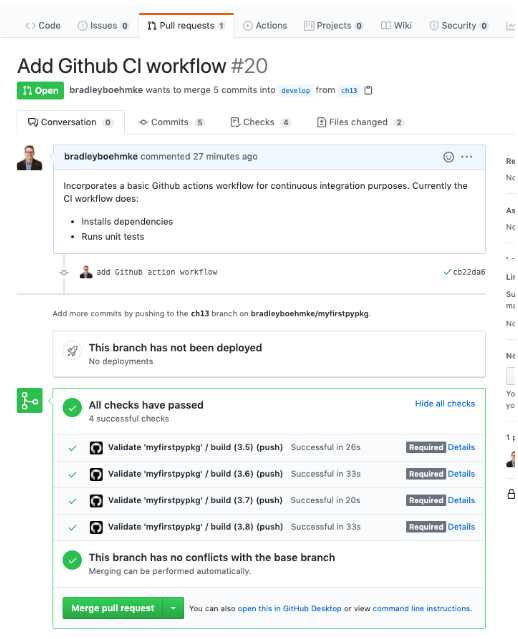 Code Issues 0 Pull requests 1 Actions Projects 0 Wiki Security 0
Add Github CI workflow #20
Open bradleyboehmke wants to merge 5 commits into develop from ch13
Conversation 0 Commits 5 Checks 4 Files changed 2
bradleyboehmke commented 27 minutes ago
Incorporates a basic Github actions workflow for continuous integration purposes. Currently the
CI workflow does:
• Installs dependencies
• Runs unit tests
add Github action workflow cb22da6
Add more commits by pushing to the ch13 branch on bradleyboehmke/myfirstpypkg.
This branch has not been deployed
No deployments
All checks have passed Hide all checks
4 successful checks
Validate 'myfirstpypkg' / build (3.5) (push) Successful in 26s Required Details
Validate 'myfirstpypkg' / build (3.6) (push) Successful in 33s Required Details
Validate 'myfirstpypkg' / build (3.7) (push) Successful in 20s Required Details
Validate 'myfirstpypkg' / build (3.8) (push) Successful in 33s Required Details
This branch has no conflicts with the base branch
Merging can be performed automatically.
Merge pull request You can also open this in GitHub Desktop or view command line instructions.